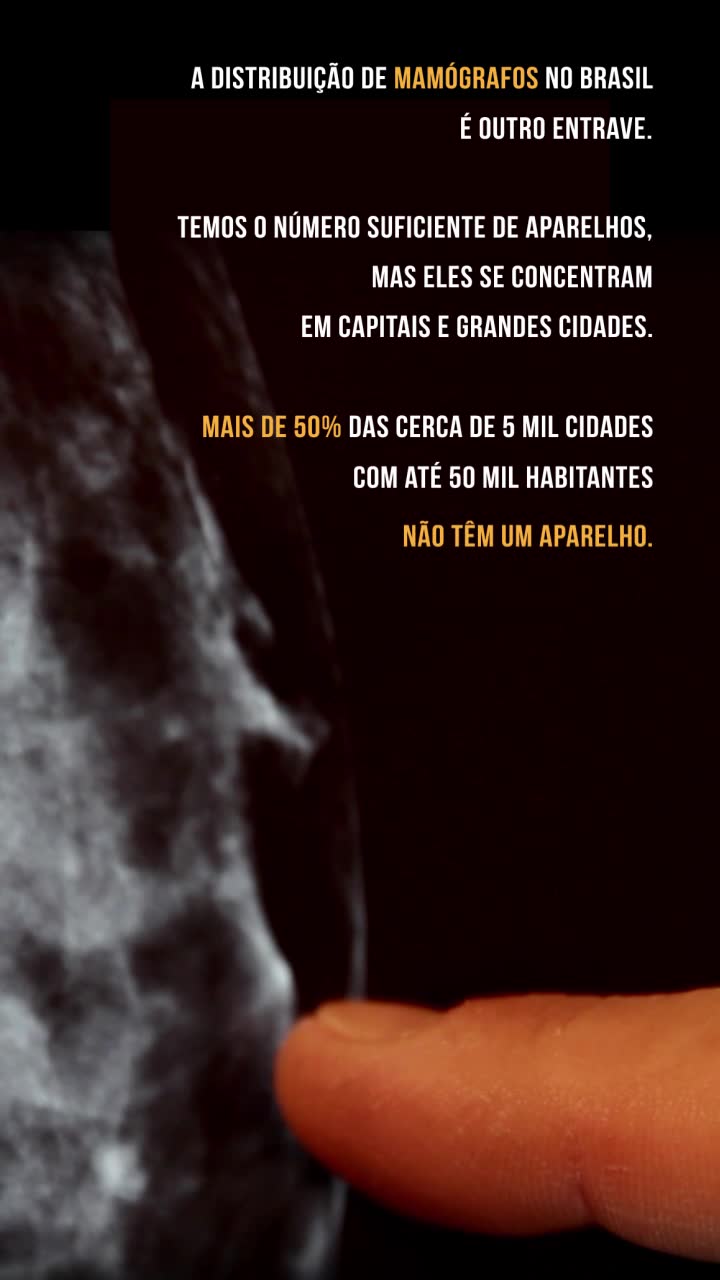 A DISTRIBUIÇÃO DE MAMÓGRAFOS NO BRASIL
É OUTRO ENTRAVE.
TEMOS O NÚMERO SUFICIENTE DE APARELHOS,
MAS ELES SE CONCENTRAM
EM CAPITAIS E GRANDES CIDADES.
MAIS DE 50% DAS CERCA DE 5 MIL CIDADES
COM ATÉ 50 MIL HABITANTES
NÃO TÊM UM APARELHO.